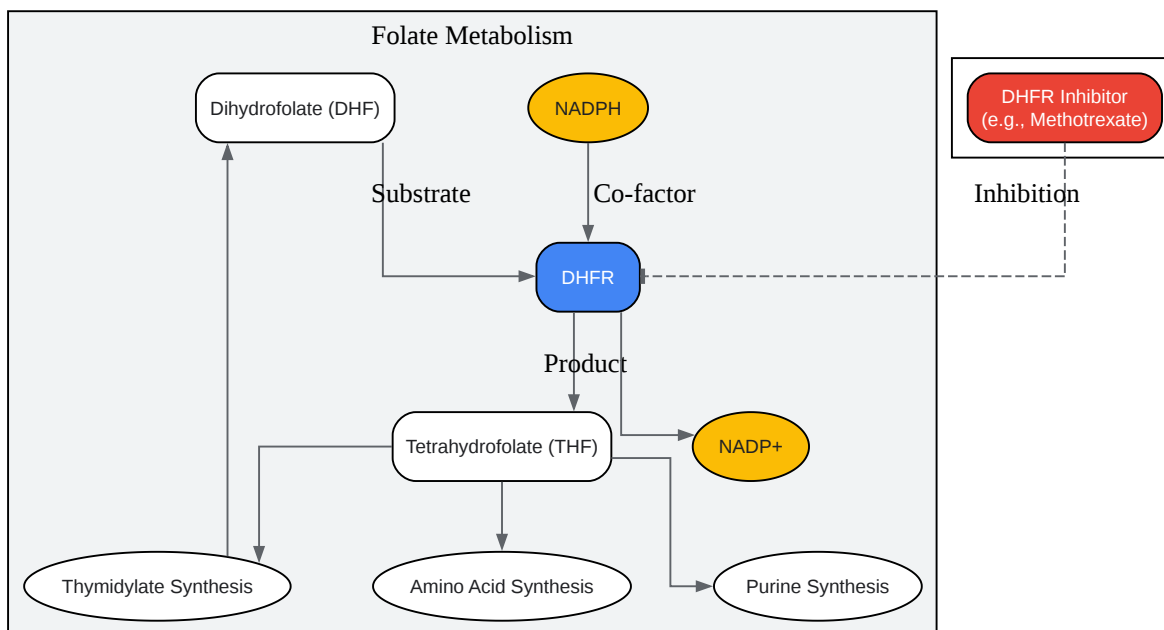 Folate Metabolism
Dihydrofolate (DHF)
NADPH
DHFR Inhibitor
(e.g., Methotrexate)
Substrate
Co-factor
Inhibition
DHFR
Product
Tetrahydrofolate (THF)
NADP+
Thymidylate Synthesis
Amino Acid Synthesis
Purine Synthesis